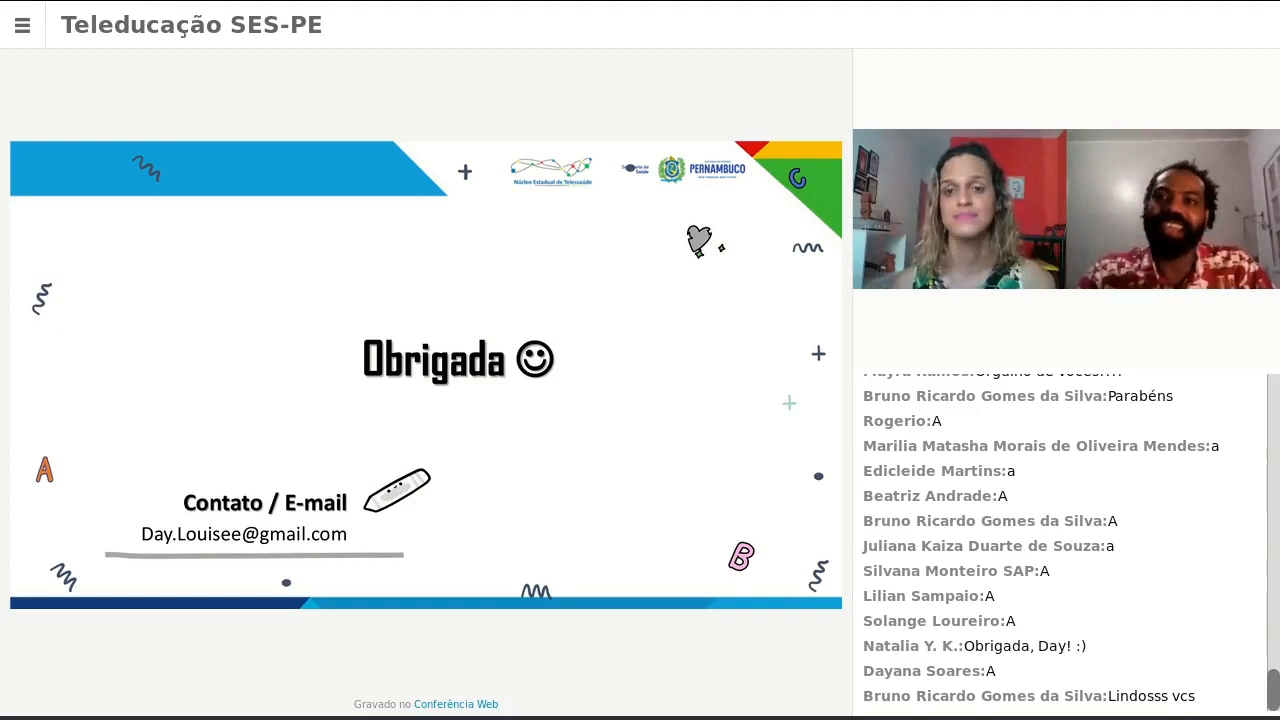 Teleducação SES-PE
Núcleo Estadual de Telessaúde
PERNAMBUCO
C
Obrigada
A
Contato / E-mail
Day.Louisee@gmail.com
B
Bruno Ricardo Gomes da Silva:Parabéns
Rogerio:A
Marilia Matasha Morais de Oliveira Mendes:a
Edicleide Martins:a
Beatriz Andrade:A
Bruno Ricardo Gomes da Silva:A
Juliana Kaiza Duarte de Souza:a
Silvana Monteiro SAP:A
Lilian Sampaio:A
Solange Loureiro:A
Natalia Y. K.:Obrigada, Day! :)
Dayana Soares:A
Bruno Ricardo Gomes da Silva:Lindosss vcs
Gravado no Conferência Web